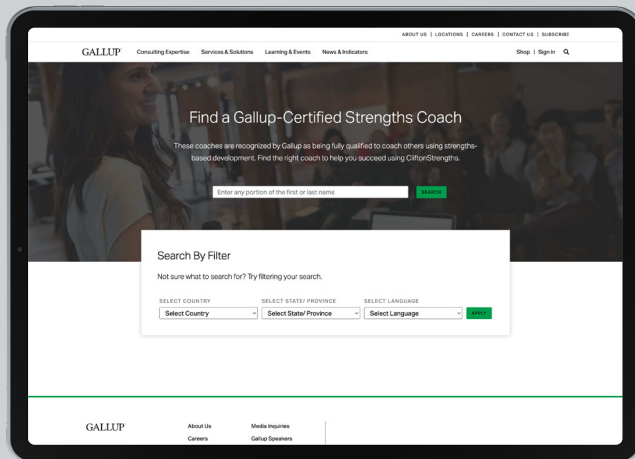 ABOUT US | LOCATIONS | CAREERS | CONTACT US | SUBSCRIBE
GALLUP Consulting Expertise Services & Solutions Learning & Events News & Indicators Shop | Sign in
Find a Gallup-Certified Strengths Coach
These coaches are recognized by Gallup as being fully qualified to coach others using strengths-
based development. Find the right coach to help you succeed using CliftonStrengths.
Enter any portion of the first or last name SEARCH
Search By Filter
Not sure what to search for? Try filtering your search.
SELECT COUNTRY SELECT STATE/ PROVINCE SELECT LANGUAGE
Select Country Select State/ Province Select Language APPLY
GALLUP About Us Media Inquiries
Careers Gallup Speakers